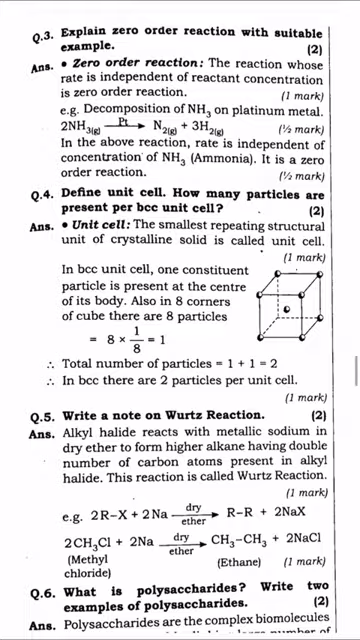 Q.3. Explain zero order reaction with suitable
example. (2)
Ans. • Zero order reaction: The reaction whose
rate is independent of reactant concentration
is zero order reaction. (1 mark)
e.g. Decomposition of NH₃ on platinum metal.
2NH₃(g) —Pt→ N₂(g) + 3H₂(g) (½ mark)
In the above reaction, rate is independent of
concentration of NH₃ (Ammonia). It is a zero
order reaction. (½ mark)
Q.4. Define unit cell. How many particles are
present per bcc unit cell? (2)
Ans. • Unit cell: The smallest repeating structural
unit of crystalline solid is called unit cell.
(1 mark)
In bcc unit cell, one constituent
particle is present at the centre
of its body. Also in 8 corners
of cube there are 8 particles
= 8 × 1/8 = 1
∴ Total number of particles = 1 + 1 = 2
∴ In bcc there are 2 particles per unit cell.
(1 mark)
Q.5. Write a note on Wurtz Reaction. (2)
Ans. Alkyl halide reacts with metallic sodium in
dry ether to form higher alkane having double
number of carbon atoms present in alkyl
halide. This reaction is called Wurtz Reaction.
(1 mark)
e.g. 2R–X + 2Na —dry ether→ R–R + 2NaX
2CH₃Cl + 2Na —dry ether→ CH₃–CH₃ + 2NaCl
(Methyl (Ethane) (1 mark)
chloride)
Q.6. What is polysaccharides? Write two
examples of polysaccharides. (2)
Ans. Polysaccharides are the complex biomolecules
number of